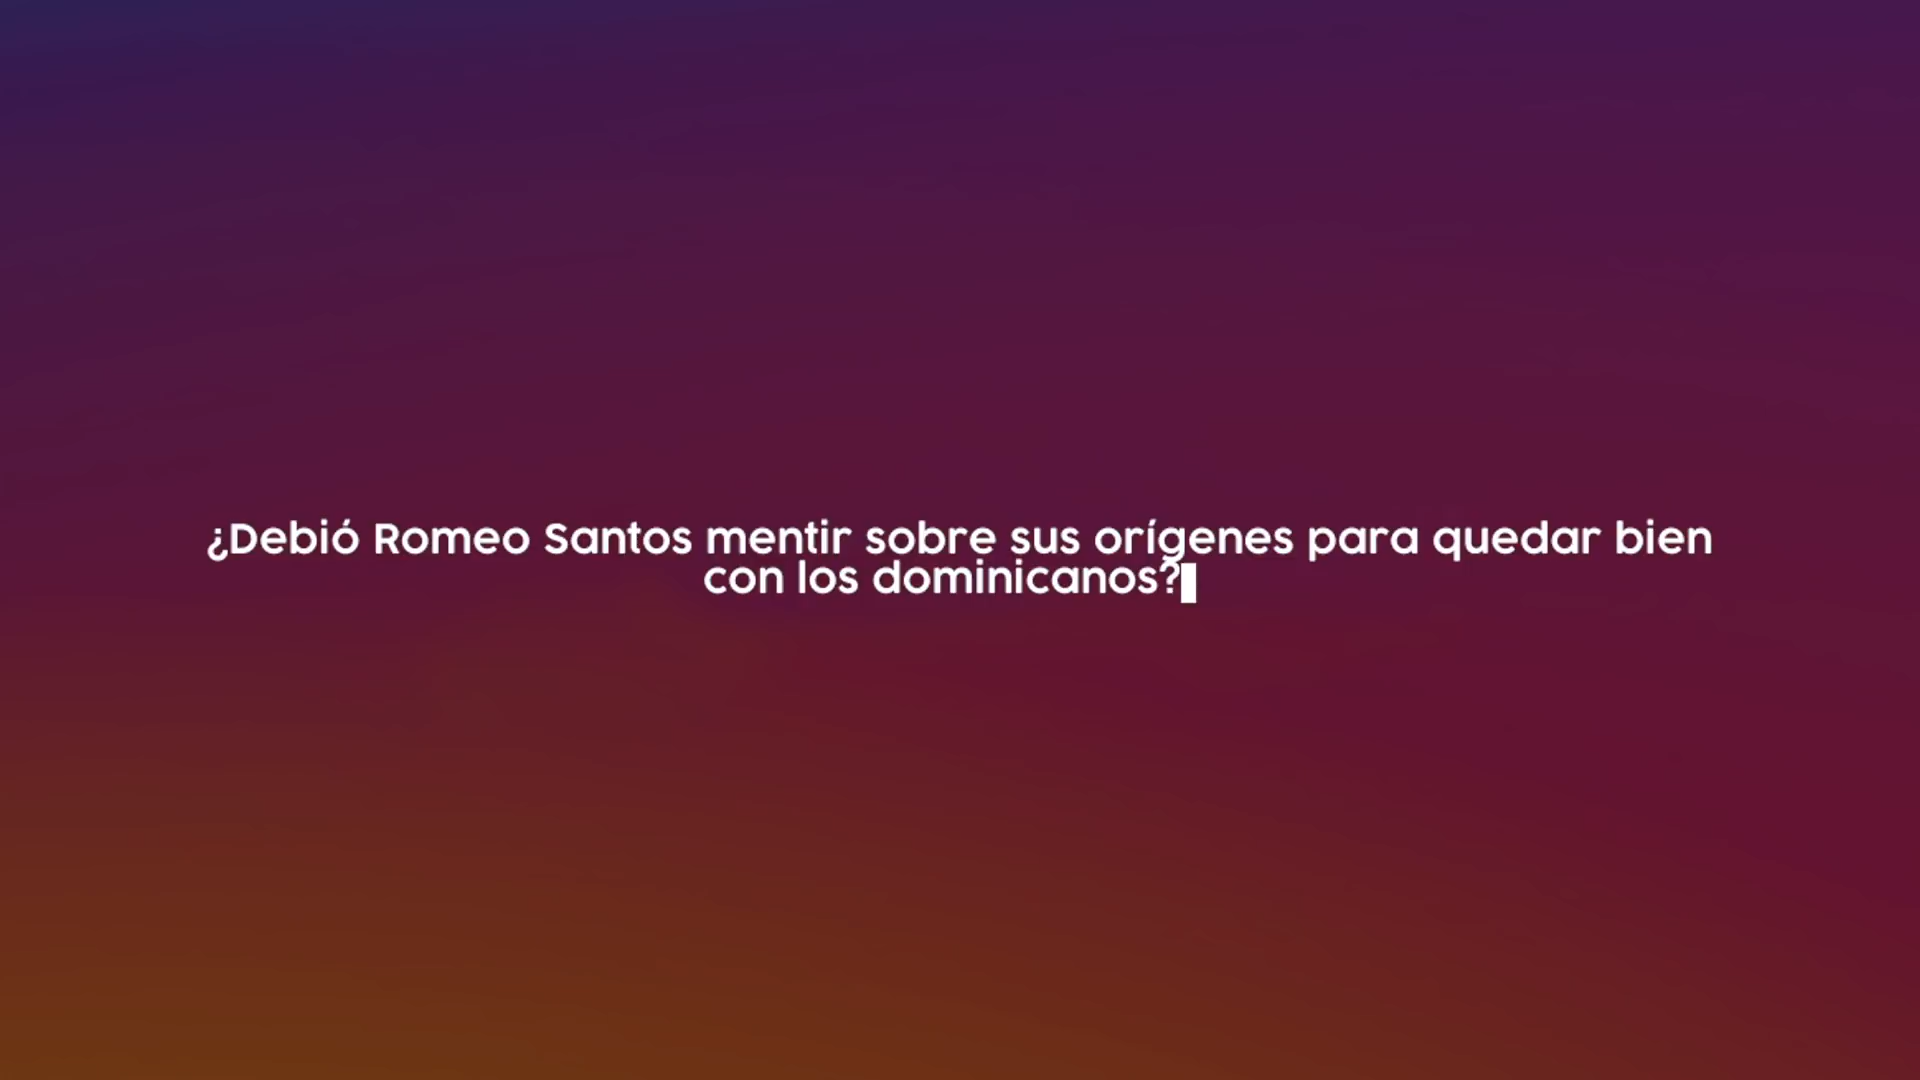 ¿Debió Romeo Santos mentir sobre sus orígenes para quedar bien
con los dominicanos?